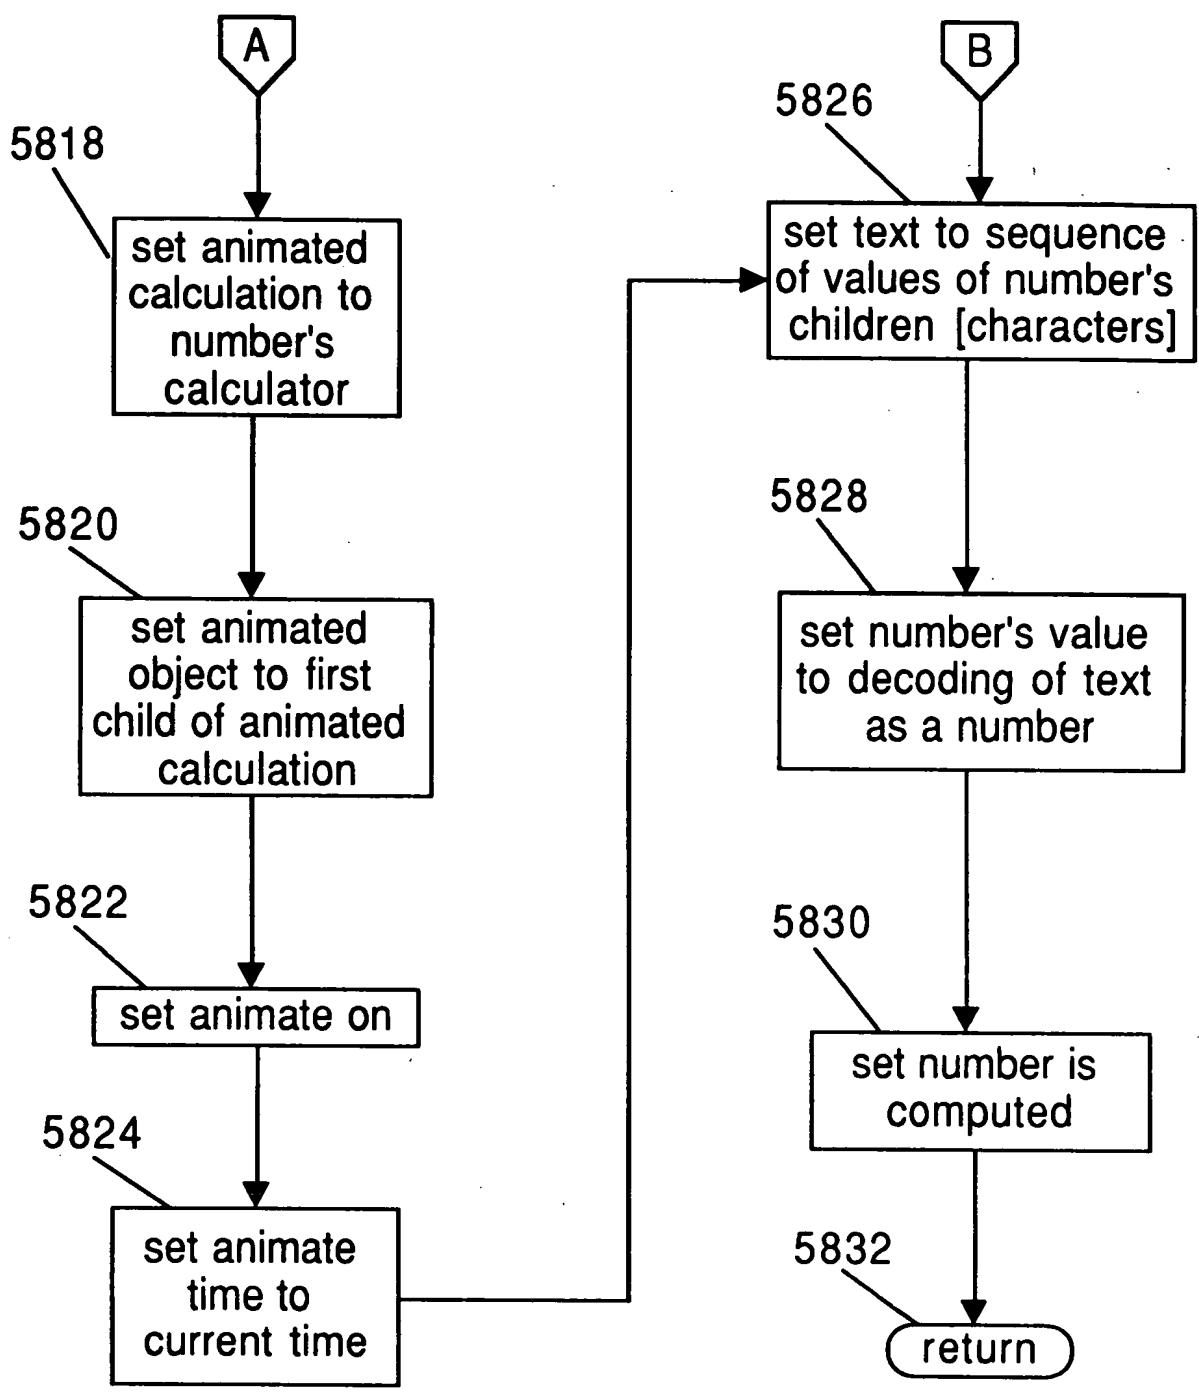 A
5818
set animated
calculation to
number's
calculator
5820
set animated
object to first
child of animated
calculation
5822
set animate on
5824
set animate
time to
current time
B
5826
set text to sequence
of values of number's
children [characters]
5828
set number's value
to decoding of text
as a number
5830
set number is
computed
5832
return